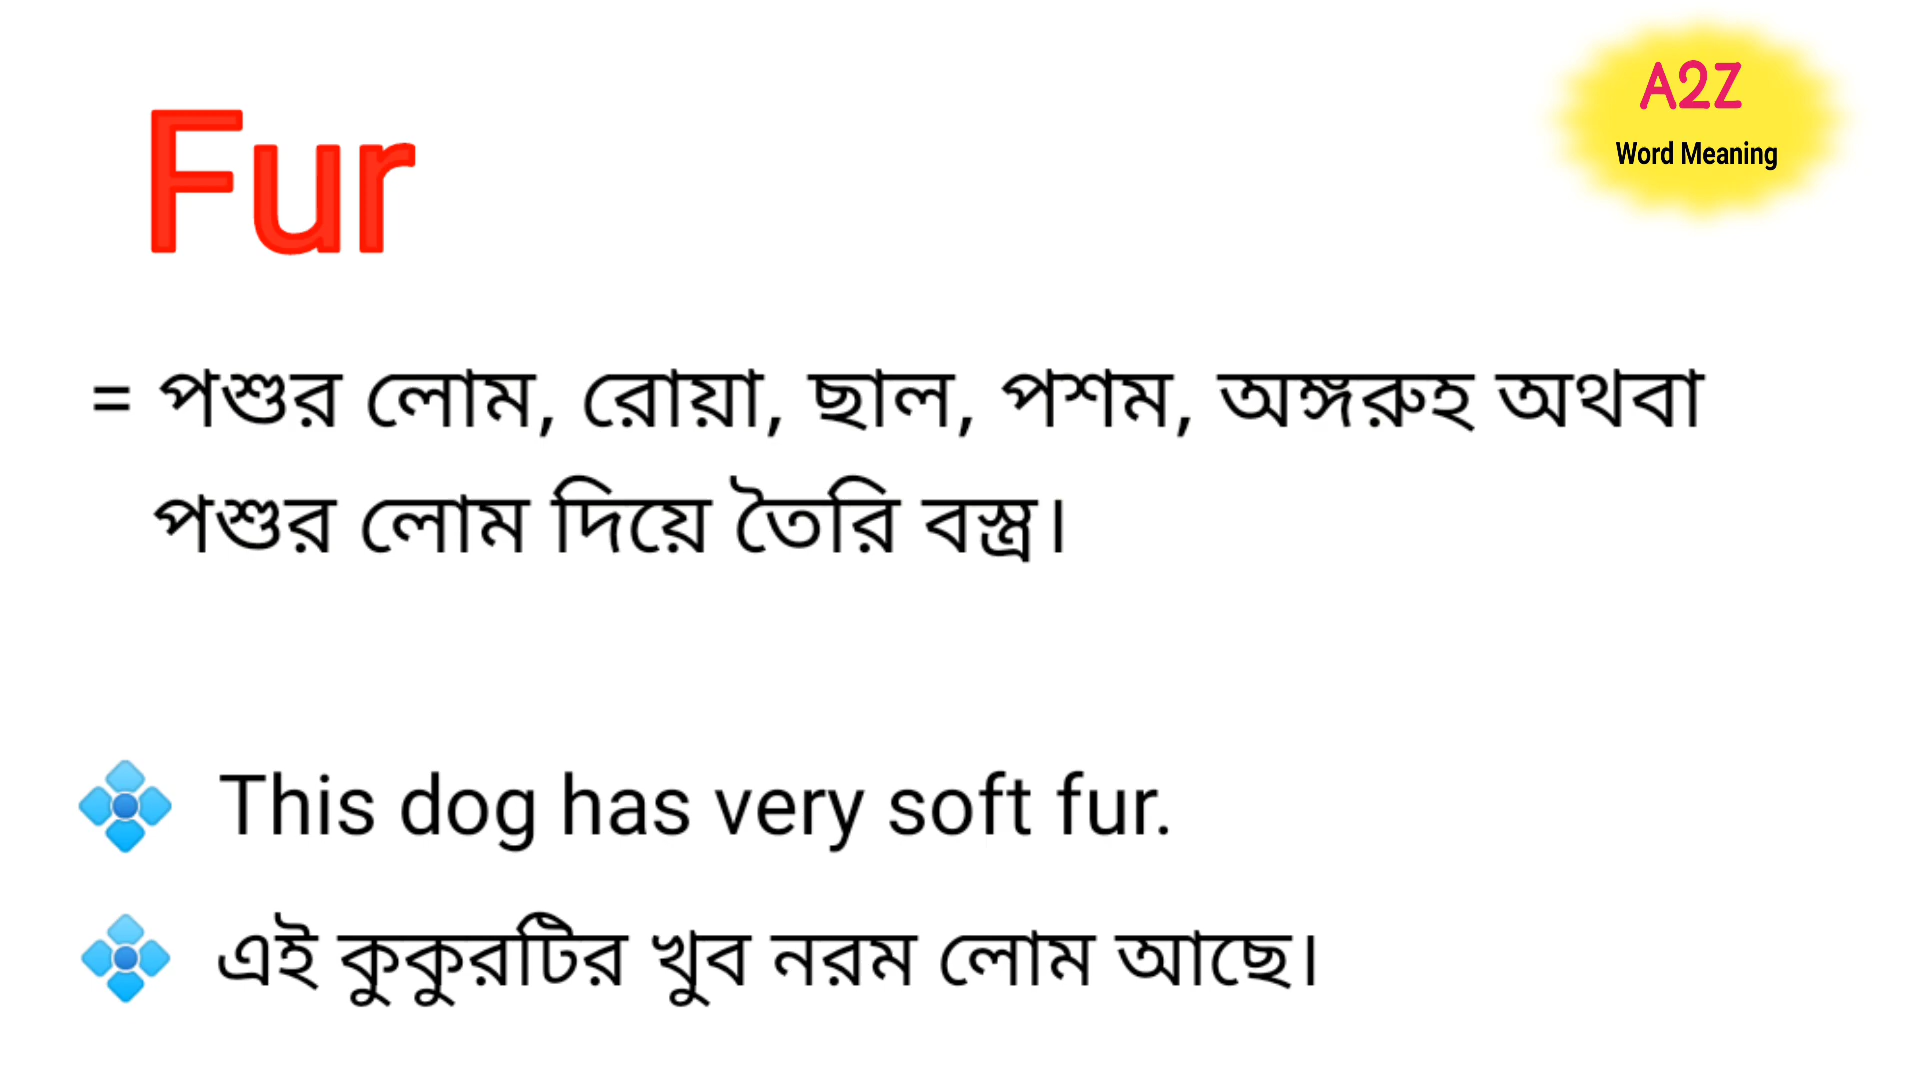 A2Z
Word Meaning
Fur
= পশুর লোম, রোয়া, ছাল, পশম, অঙ্গরুহ অথবা
পশুর লোম দিয়ে তৈরি বস্ত্র।
This dog has very soft fur.
এই কুকুরটির খুব নরম লোম আছে।